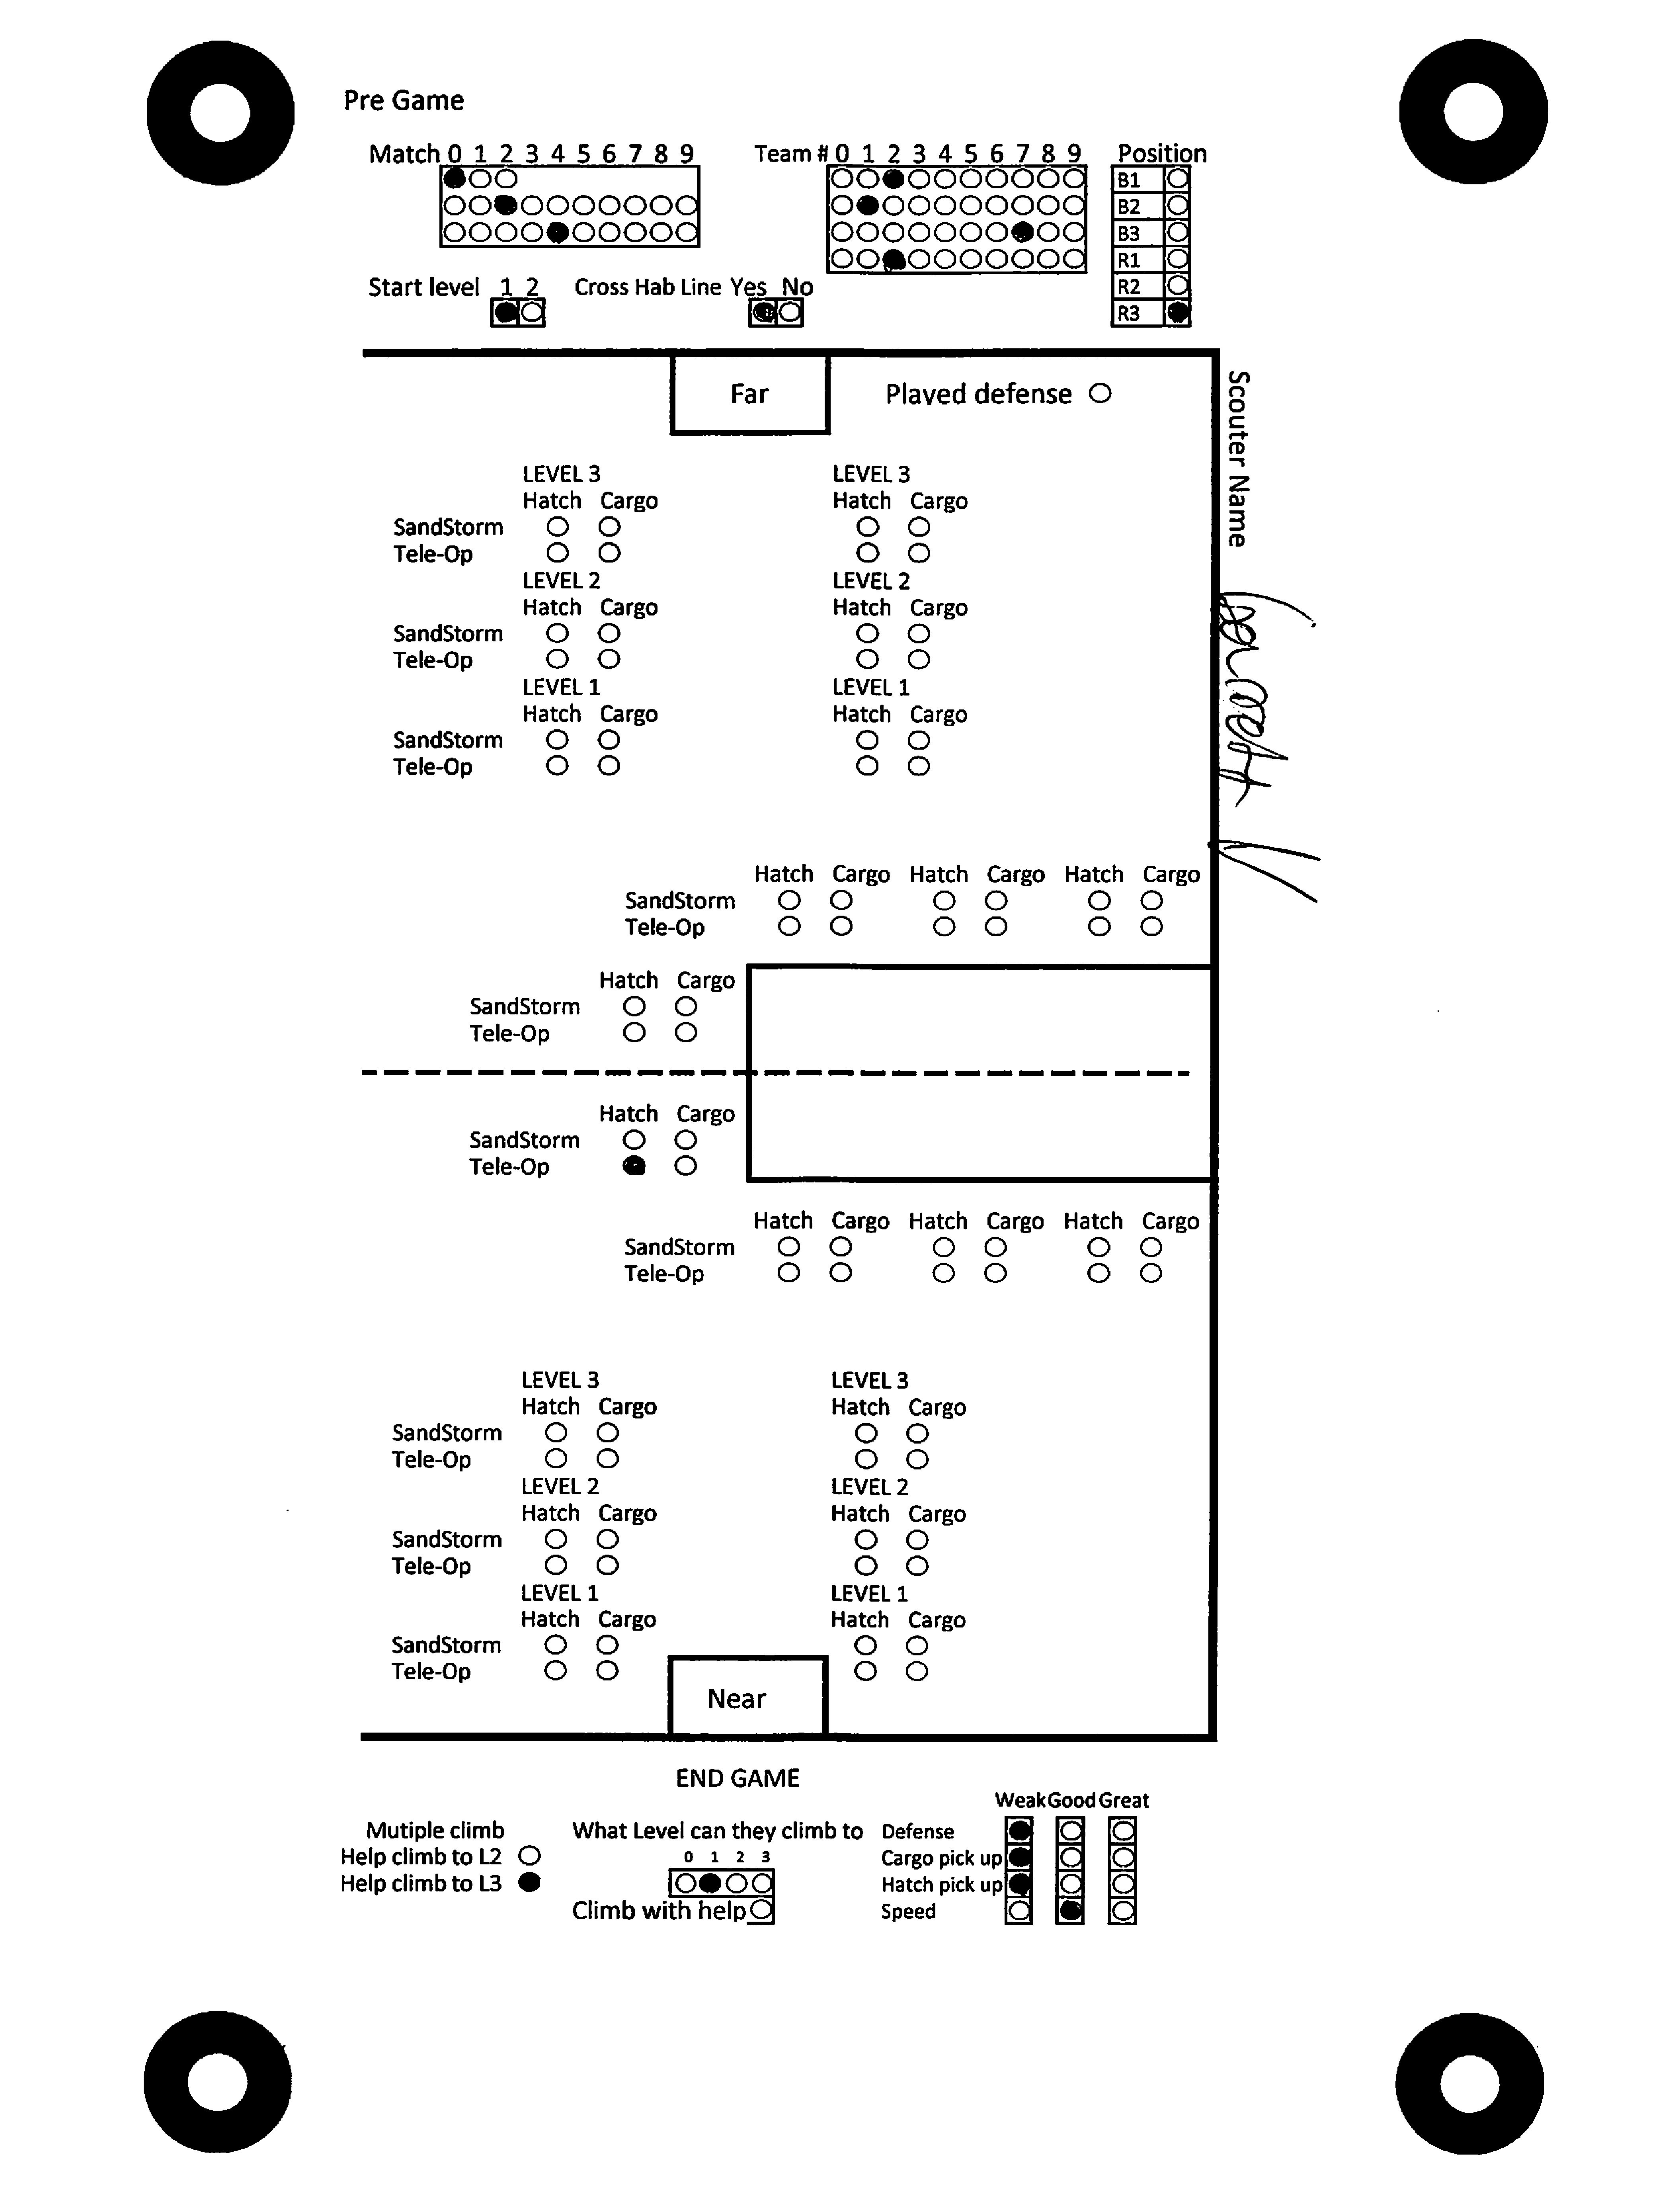 Pre Game
Match 0 1 2 3 4 5 6 7 8 9
Team # 0 1 2 3 4 5 6 7 8 9
Position
B1
B2
B3
R1
R2
R3
Start level 1 2
Cross Hab Line Yes No
Far
Played defense
Scouter Name
LEVEL 3 LEVEL 3
Hatch Cargo Hatch Cargo
SandStorm
Tele-Op
LEVEL 2 LEVEL 2
Hatch Cargo Hatch Cargo
SandStorm
Tele-Op
LEVEL 1 LEVEL 1
Hatch Cargo Hatch Cargo
SandStorm
Tele-Op
Hatch Cargo Hatch Cargo Hatch Cargo
SandStorm
Tele-Op
Hatch Cargo
SandStorm
Tele-Op
Hatch Cargo
SandStorm
Tele-Op
Hatch Cargo Hatch Cargo Hatch Cargo
SandStorm
Tele-Op
LEVEL 3 LEVEL 3
Hatch Cargo Hatch Cargo
SandStorm
Tele-Op
LEVEL 2 LEVEL 2
Hatch Cargo Hatch Cargo
SandStorm
Tele-Op
LEVEL 1 LEVEL 1
Hatch Cargo Hatch Cargo
SandStorm
Tele-Op
Near
END GAME
Mutiple climb
Help climb to L2
Help climb to L3
What Level can they climb to
0 1 2 3
Climb with help
Weak Good Great
Defense
Cargo pick up
Hatch pick up
Speed